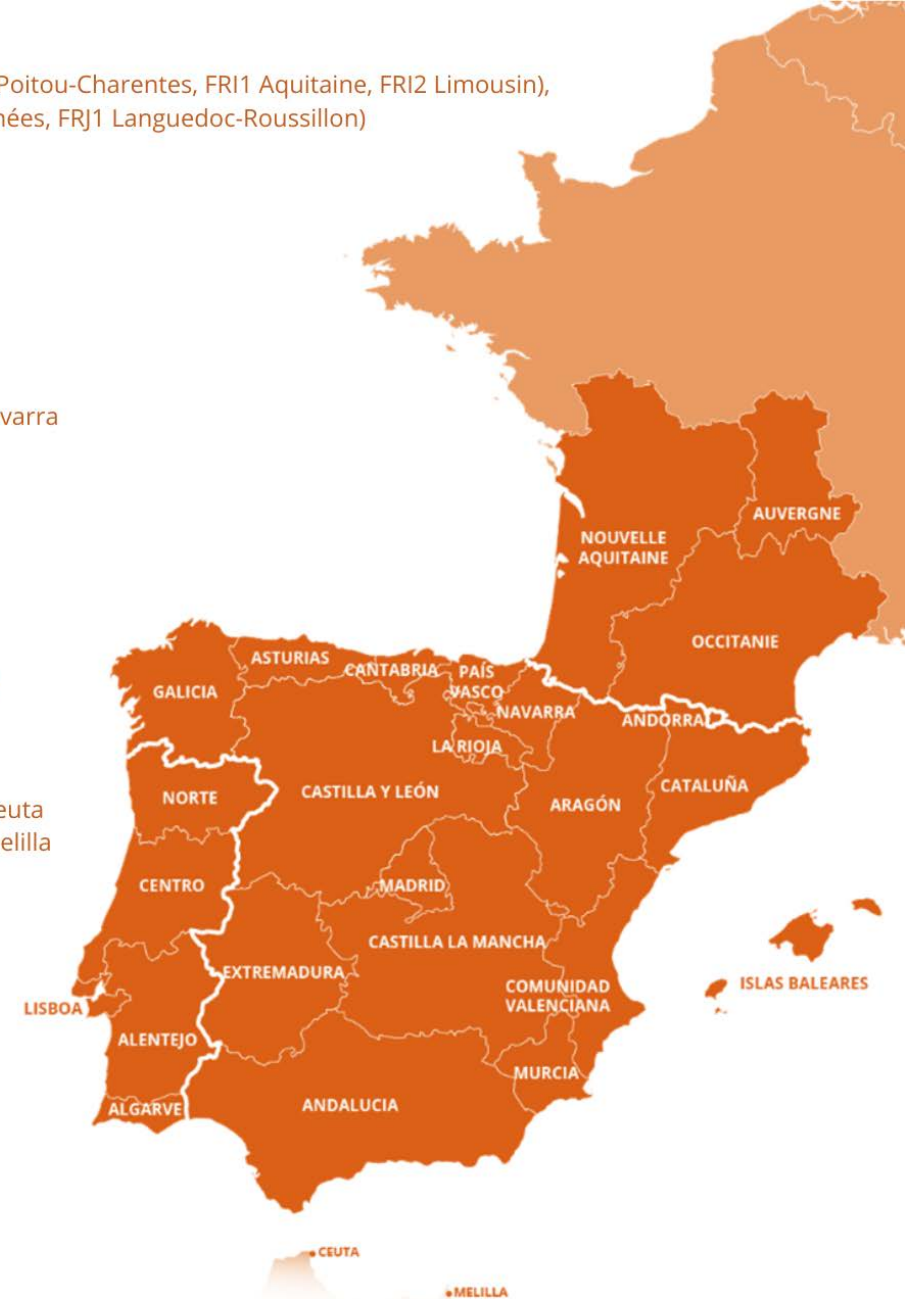 Poitou-Charentes, FRI1 Aquitaine, FRI2 Limousin),
nées, FRJ1 Languedoc-Roussillon)
varra
euta
elilla
AUVERGNE
NOUVELLE
AQUITAINE
OCCITANIE
ASTURIAS
CANTABRIA
PAÍS
VASCO
GALICIA
NAVARRA
ANDORRA
LA RIOJA
CATALUÑA
CASTILLA Y LEÓN
NORTE
ARAGÓN
MADRID
CENTRO
CASTILLA LA MANCHA
EXTREMADURA
ISLAS BALEARES
COMUNIDAD
VALENCIANA
LISBOA
ALENTEJO
MURCIA
ANDALUCIA
ALGARVE
CEUTA
MELILLA